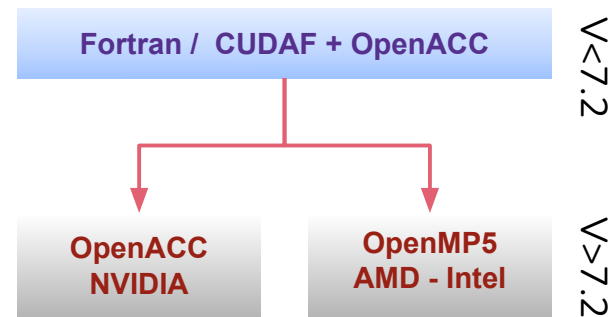 Fortran / CUDAF + OpenACC
V<7.2
OpenACC
NVIDIA
OpenMP5
AMD - Intel
V>7.2